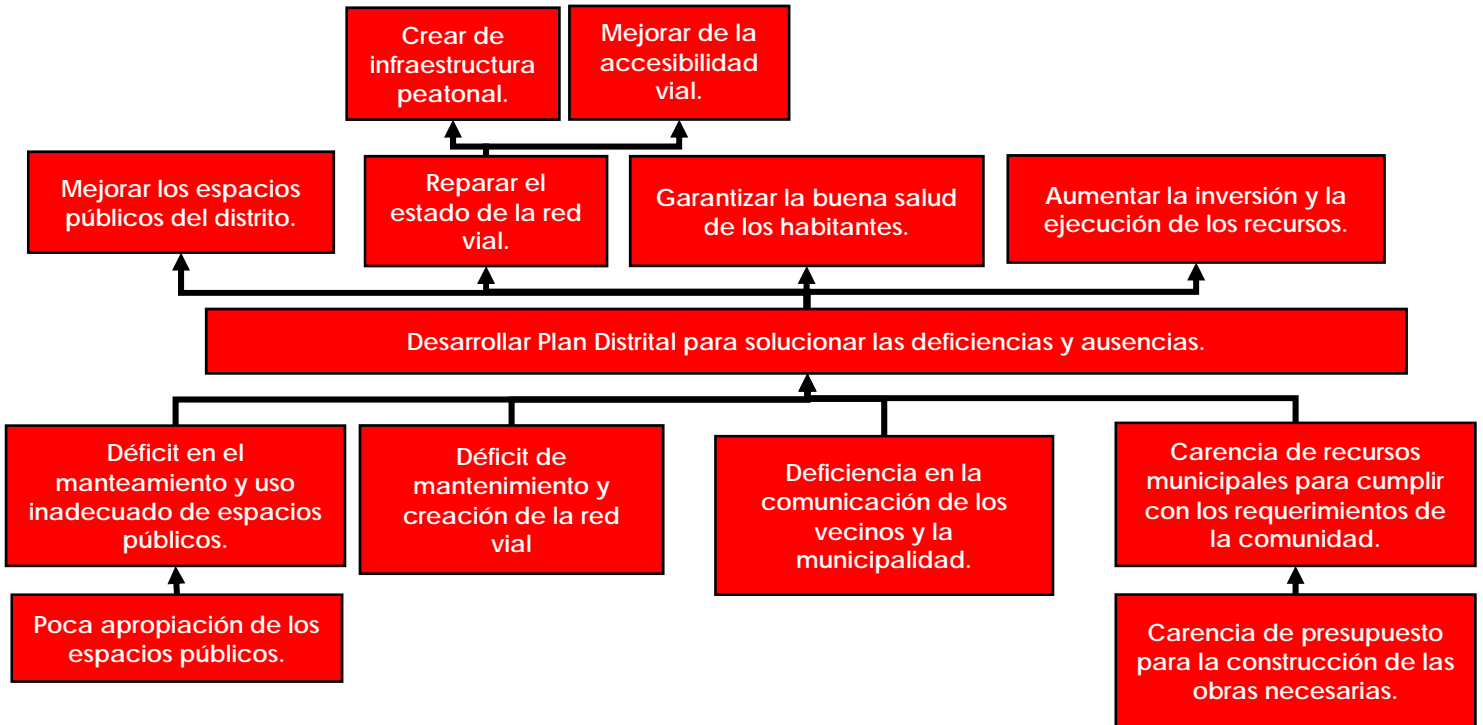 Crear de
infraestructura
peatonal.
Mejorar de la
accesibilidad
vial.
Mejorar los espacios
públicos del distrito.
Reparar el
estado de la red
vial.
Garantizar la buena salud
de los habitantes.
Aumentar la inversión y la
ejecución de los recursos.
Desarrollar Plan Distrital para solucionar las deficiencias y ausencias.
Déficit en el
manteamiento y uso
inadecuado de espacios
públicos.
Déficit de
mantenimiento y
creación de la red
vial
Deficiencia en la
comunicación de los
vecinos y la
municipalidad.
Carencia de recursos
municipales para cumplir
con los requerimientos de
la comunidad.
Poca apropiación de los
espacios públicos.
Carencia de presupuesto
para la construcción de las
obras necesarias.